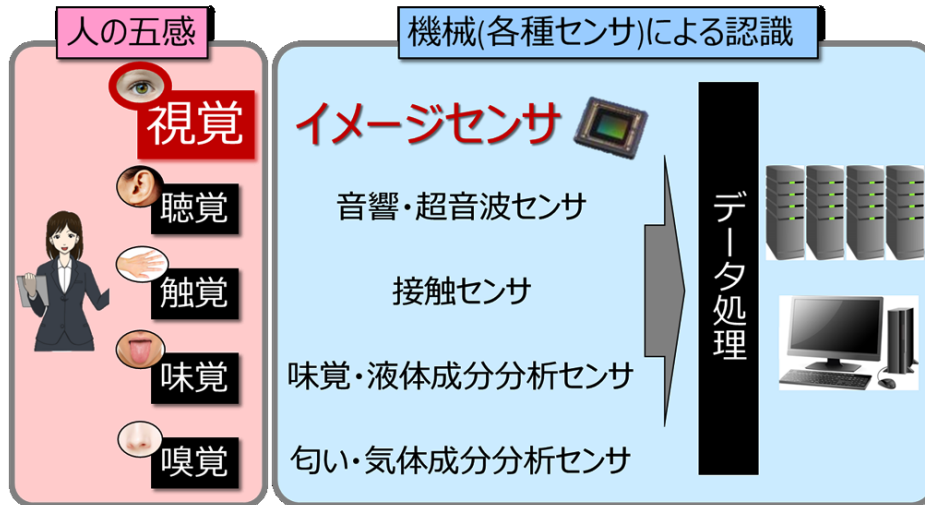 人の五感
機械(各種センサ)による認識
視覚
イメージセンサ
聴覚
音響・超音波センサ
触覚
接触センサ
味覚
味覚・液体成分分析センサ
嗅覚
匂い・気体成分分析センサ
データ処理